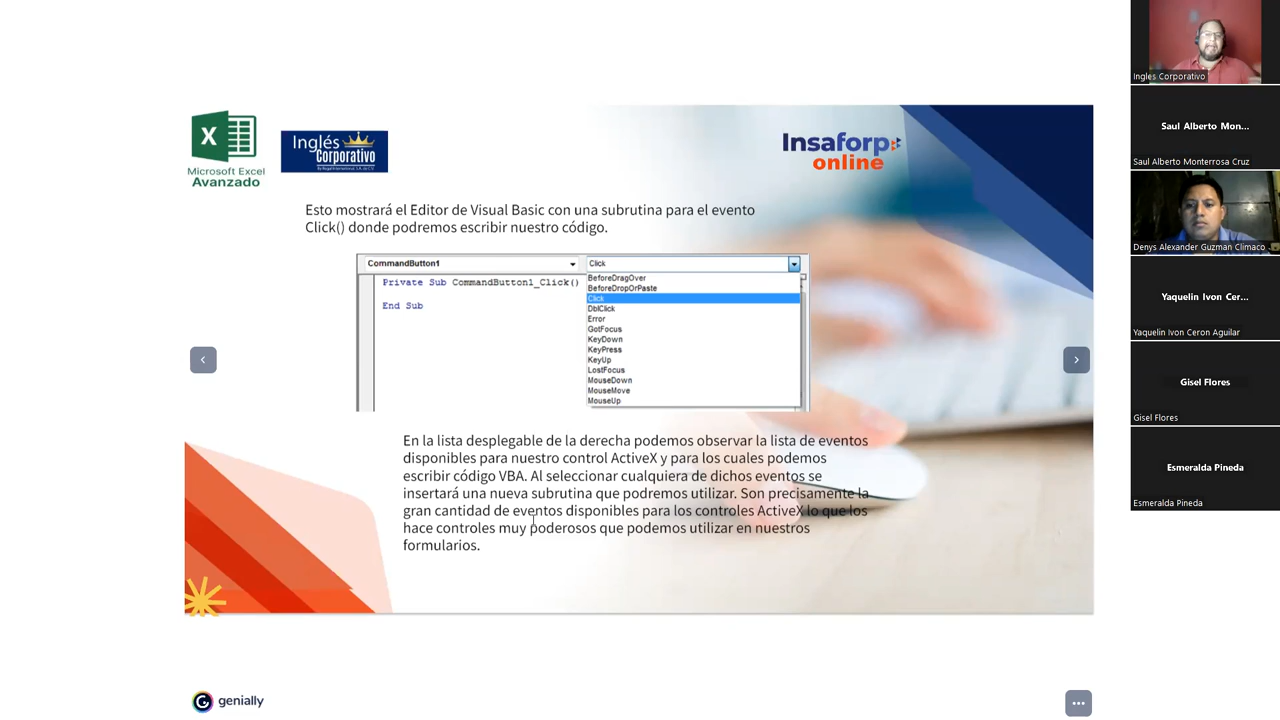 Microsoft Excel
Avanzado
Inglés
Corporativo
Insaforp
online
Esto mostrará el Editor de Visual Basic con una subrutina para el evento
Click() donde podremos escribir nuestro código.
CommandButton1
Click
Private Sub CommandButton1_Click()
End Sub
BeforeDragOver
BeforeDropOrPaste
Click
DblClick
Error
GotFocus
KeyDown
KeyPress
KeyUp
LostFocus
MouseDown
MouseMove
MouseUp
En la lista desplegable de la derecha podemos observar la lista de eventos
disponibles para nuestro control ActiveX y para los cuales podemos
escribir código VBA. Al seleccionar cualquiera de dichos eventos se
insertará una nueva subrutina que podremos utilizar. Son precisamente la
gran cantidad de eventos disponibles para los controles ActiveX lo que los
hace controles muy poderosos que podemos utilizar en nuestros
formularios.
genially
Ingles Corporativo
Saul Alberto Mon...
Saul Alberto Monterrosa Cruz
Denys Alexander Guzman Climaco
Yaquelin Ivon Cer...
Yaquelin Ivon Ceron Aguilar
Gisel Flores
Gisel Flores
Esmeralda Pineda
Esmeralda Pineda